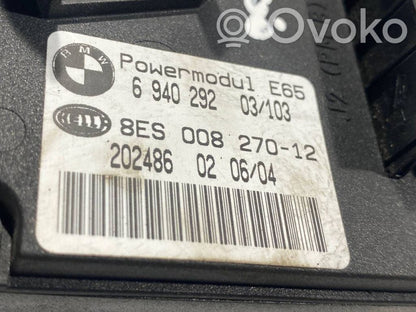 Ovoko
BMW
Powermodul E65
6 940 292 03/103
HELLA
8ES 008 270-12
202486 02 06/04